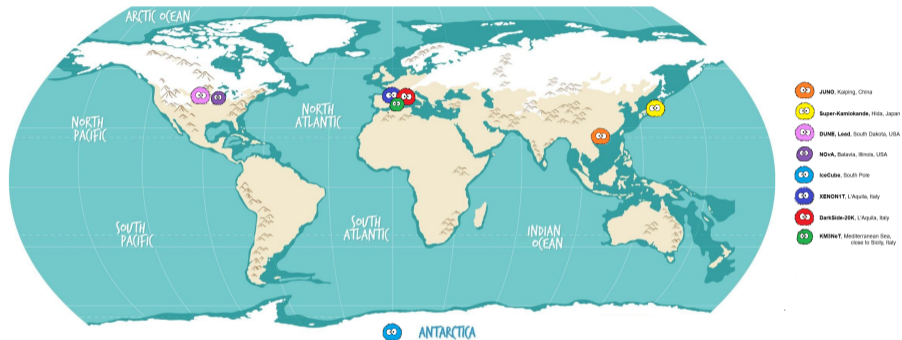 ARCTIC OCEAN
NORTH
PACIFIC
NORTH
ATLANTIC
SOUTH
PACIFIC
SOUTH
ATLANTIC
INDIAN
OCEAN
ANTARCTICA
JUNO, Kaiping, China
Super-Kamiokande, Hida, Japan
DUNE, Lead, South Dakota, USA
NOvA, Batavia, Illinois, USA
IceCube, South Pole
XENON1T, L'Aquila, Italy
DarkSide-20K, L'Aquila, Italy
KM3NeT, Mediterranean Sea,
close to Sicily, Italy